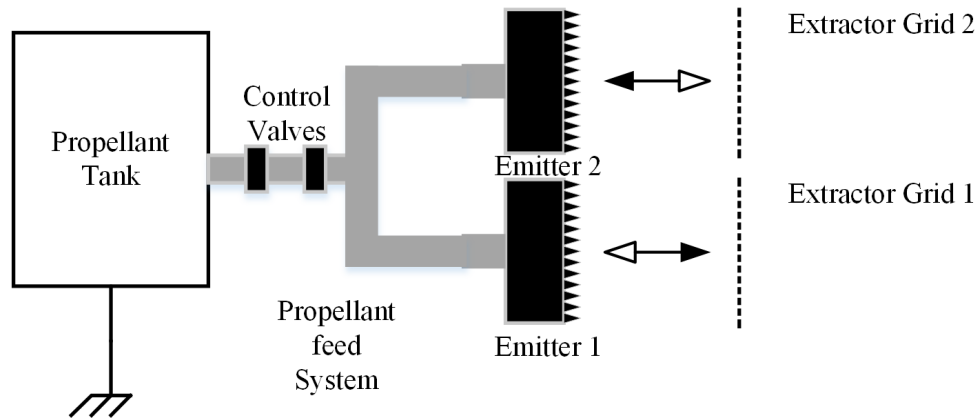 Propellant
Tank
Control
Valves
Propellant
feed
System
Emitter 2
Emitter 1
Extractor Grid 2
Extractor Grid 1